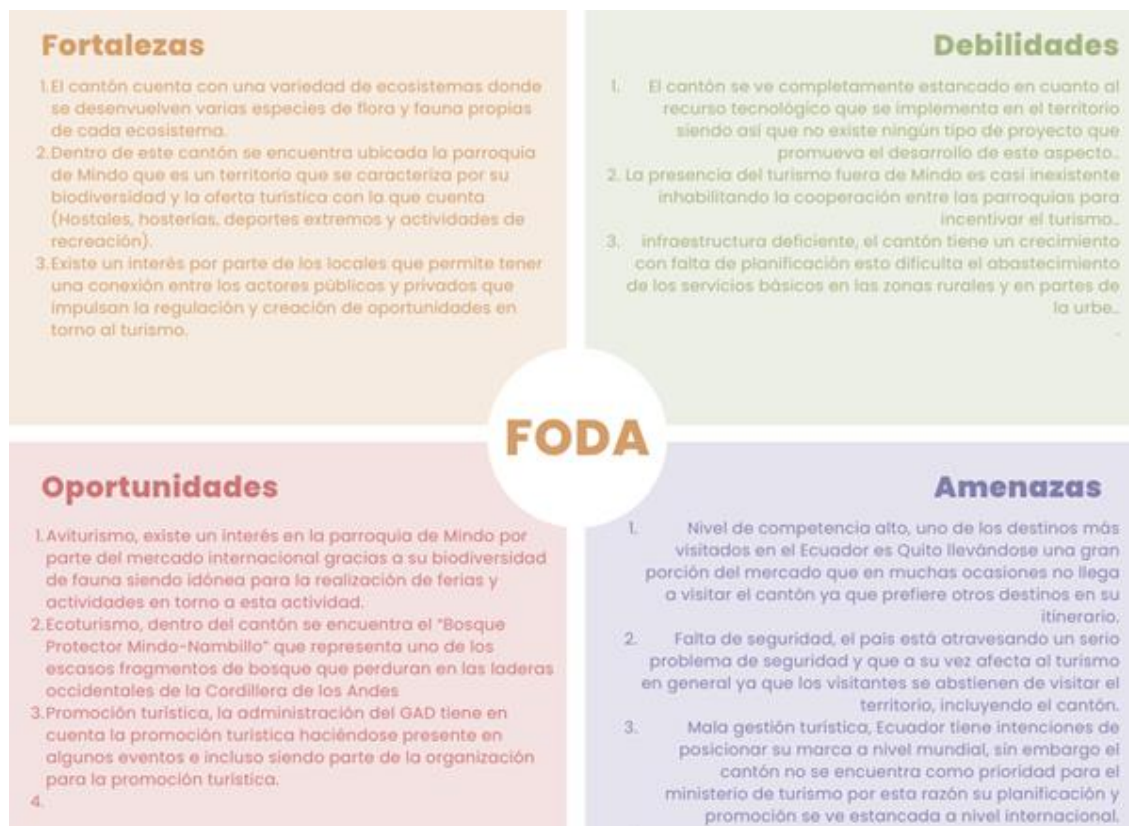 Fortalezas
1. El cantón cuenta con una variedad de ecosistemas donde
se desenvuelven varias especies de flora y fauna propias
de cada ecosistema.
2. Dentro de este cantón se encuentra ubicada la parroquia
de Mindo que es un territorio que se caracteriza por su
biodiversidad y la oferta turística con la que cuenta
(Hostales, hosterías, deportes extremos y actividades de
recreación).
3. Existe un interés por parte de los locales que permite tener
una conexión entre los actores públicos y privados que
impulsan la regulación y creación de oportunidades en
torno al turismo.
Debilidades
1. El cantón se ve completamente estancado en cuanto al
recurso tecnológico que se implementa en el territorio
siendo así que no existe ningún tipo de proyecto que
promueva el desarrollo de este aspecto..
2. La presencia del turismo fuera de Mindo es casi inexistente
inhabilitando la cooperación entre las parroquias para
incentivar el turismo..
3. infraestructura deficiente, el cantón tiene un crecimiento
con falta de planificación esto dificulta el abastecimiento
de los servicios básicos en las zonas rurales y en partes de
la urbe..
.
FODA
Oportunidades
1. Aviturismo, existe un interés en la parroquia de Mindo por
parte del mercado internacional gracias a su biodiversidad
de fauna siendo idónea para la realización de ferias y
actividades en torno a esta actividad.
2. Ecoturismo, dentro del cantón se encuentra el "Bosque
Protector Mindo-Nambillo" que representa uno de los
escasos fragmentos de bosque que perduran en las laderas
occidentales de la Cordillera de los Andes
3. Promoción turística, la administración del GAD tiene en
cuenta la promoción turística haciéndose presente en
algunos eventos e incluso siendo parte de la organización
para la promoción turística.
4.
Amenazas
1. Nivel de competencia alto, uno de los destinos más
visitados en el Ecuador es Quito llevándose una gran
porción del mercado que en muchas ocasiones no llega
a visitar el cantón ya que prefiere otros destinos en su
itinerario.
2. Falta de seguridad, el país está atravesando un serio
problema de seguridad y que a su vez afecta al turismo
en general ya que los visitantes se abstienen de visitar el
territorio, incluyendo el cantón.
3. Mala gestión turística, Ecuador tiene intenciones de
posicionar su marca a nivel mundial, sin embargo el
cantón no se encuentra como prioridad para el
ministerio de turismo por esta razón su planificación y
promoción se ve estancada a nivel internacional.